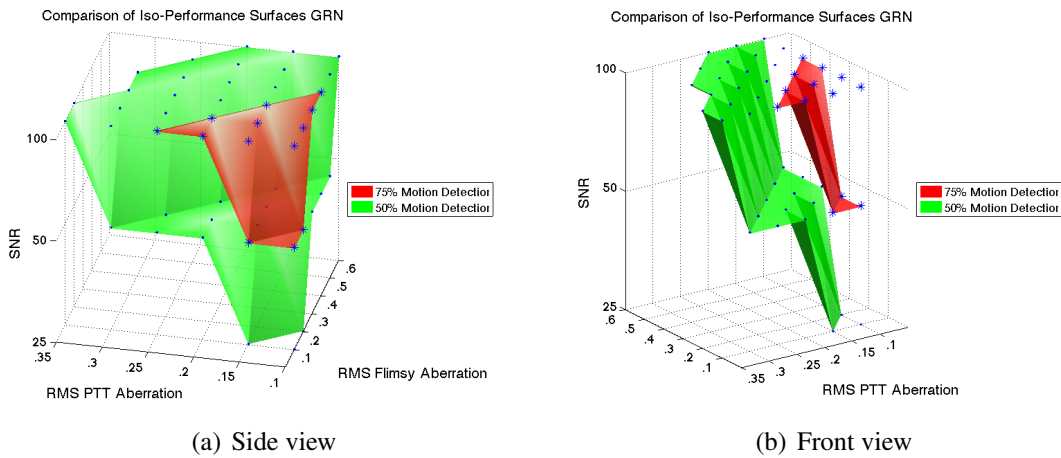 Comparison of Iso-Performance Surfaces GRN
100
50
25
SNR
.35
.3
.25
.2
.15
.1
.1
.2
.3
.4
.5
.6
RMS PTT Aberration
RMS Flimsy Aberration
75% Motion Detection
50% Motion Detection
(a) Side view
Comparison of Iso-Performance Surfaces GRN
100
50
25
SNR
.6
.5
.4
.3
.2
.1
.35
.3
.25
.2
.15
.1
RMS PTT Aberration
75% Motion Detection
50% Motion Detection
(b) Front view